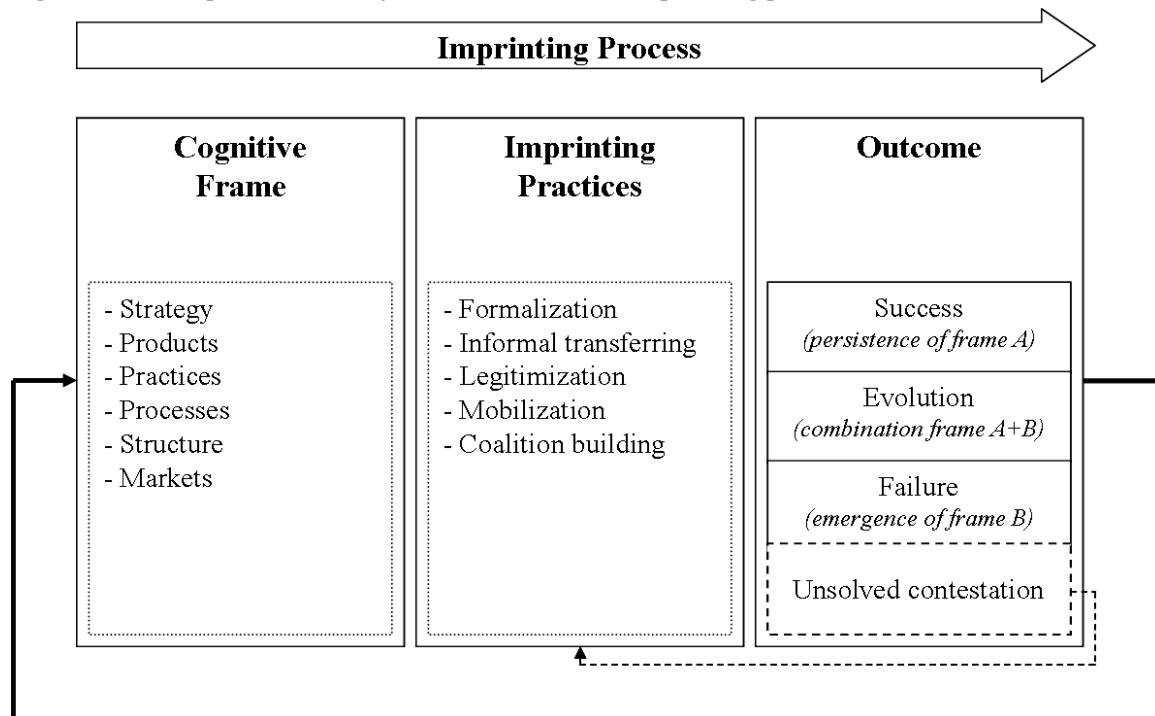 Imprinting Process
Cognitive
Frame
Imprinting
Practices
Outcome
- Strategy
- Products
- Practices
- Processes
- Structure
- Markets
- Formalization
- Informal transferring
- Legitimization
- Mobilization
- Coalition building
Success
(persistence of frame A)
Evolution
(combination frame A+B)
Failure
(emergence of frame B)
Unsolved contestation